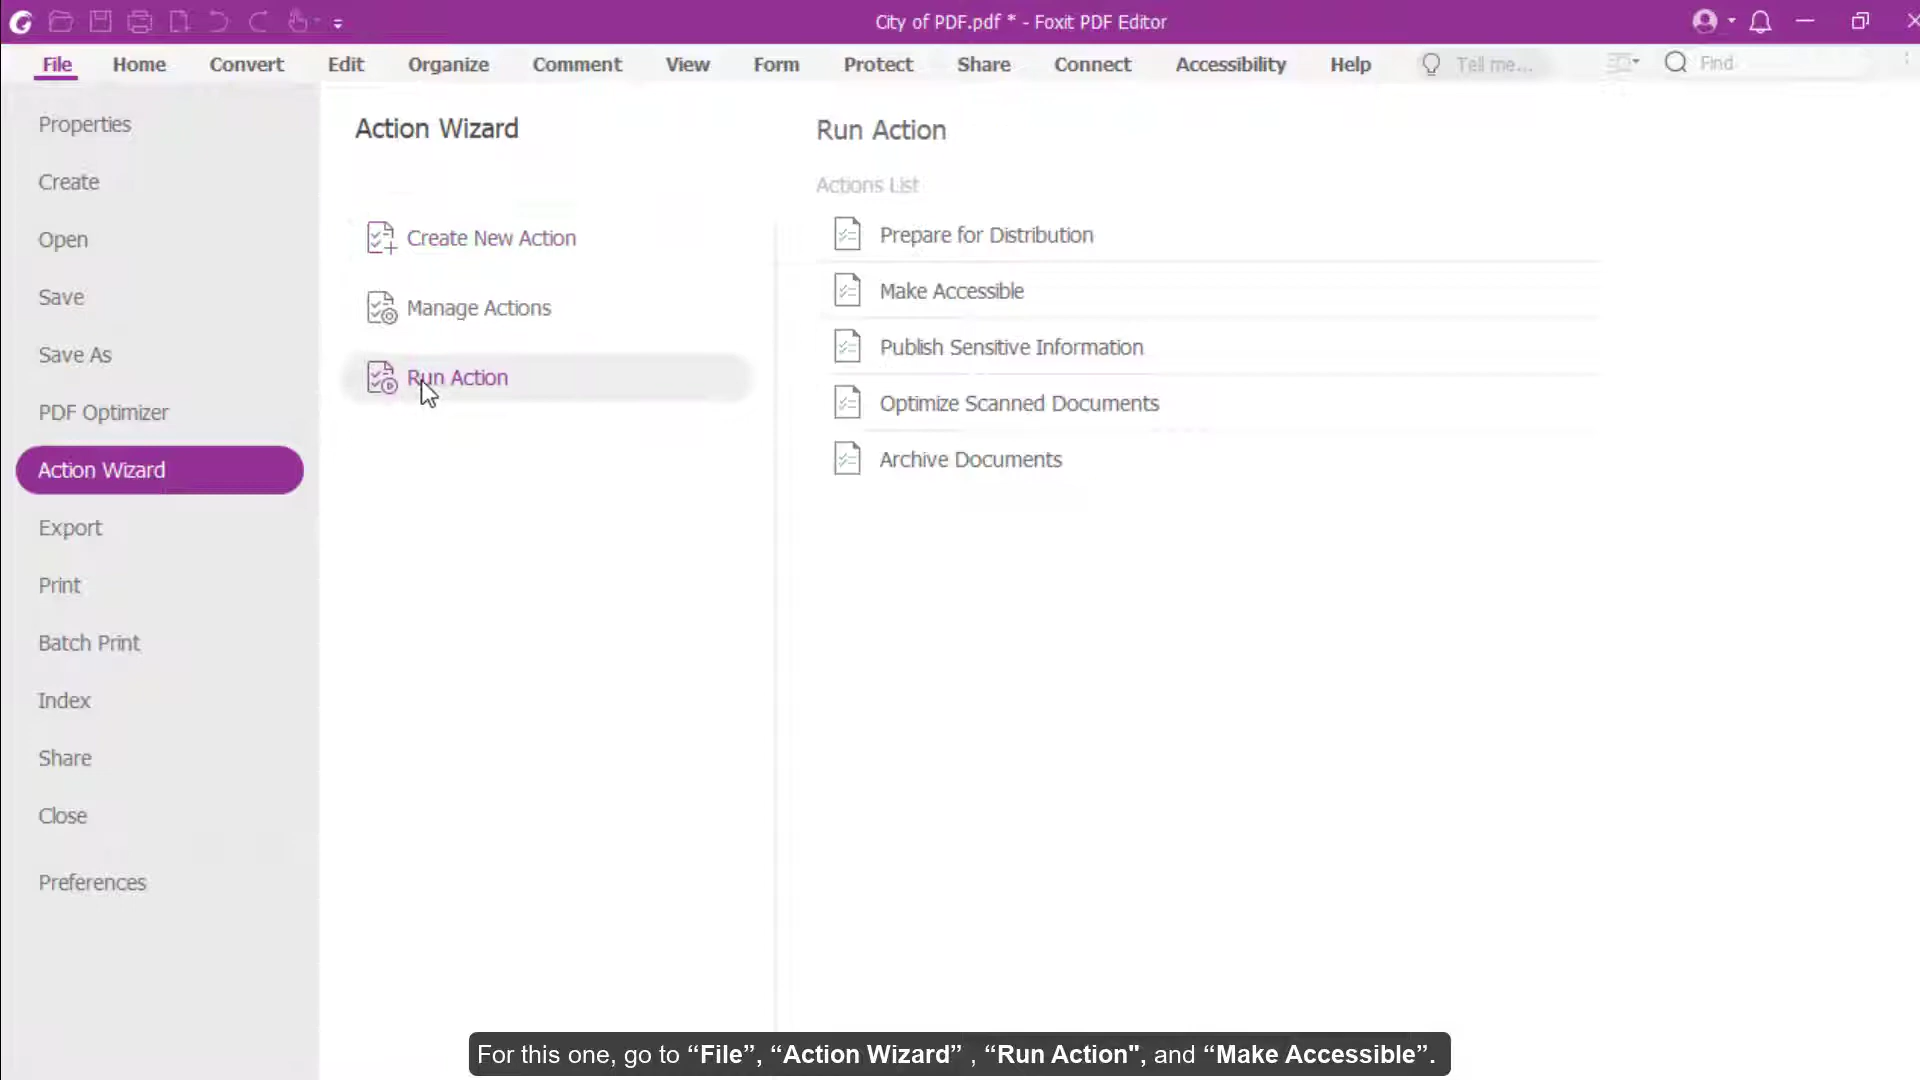 City of PDF.pdf * - Foxit PDF Editor
File Home Convert Edit Organize Comment View Form Protect Share Connect Accessibility Help Tell me... Find
Properties
Create
Open
Save
Save As
PDF Optimizer
Action Wizard
Export
Print
Batch Print
Index
Share
Close
Preferences
Action Wizard
Create New Action
Manage Actions
Run Action
Run Action
Actions List
Prepare for Distribution
Make Accessible
Publish Sensitive Information
Optimize Scanned Documents
Archive Documents
For this one, go to “File”, “Action Wizard” , “Run Action", and “Make Accessible”.